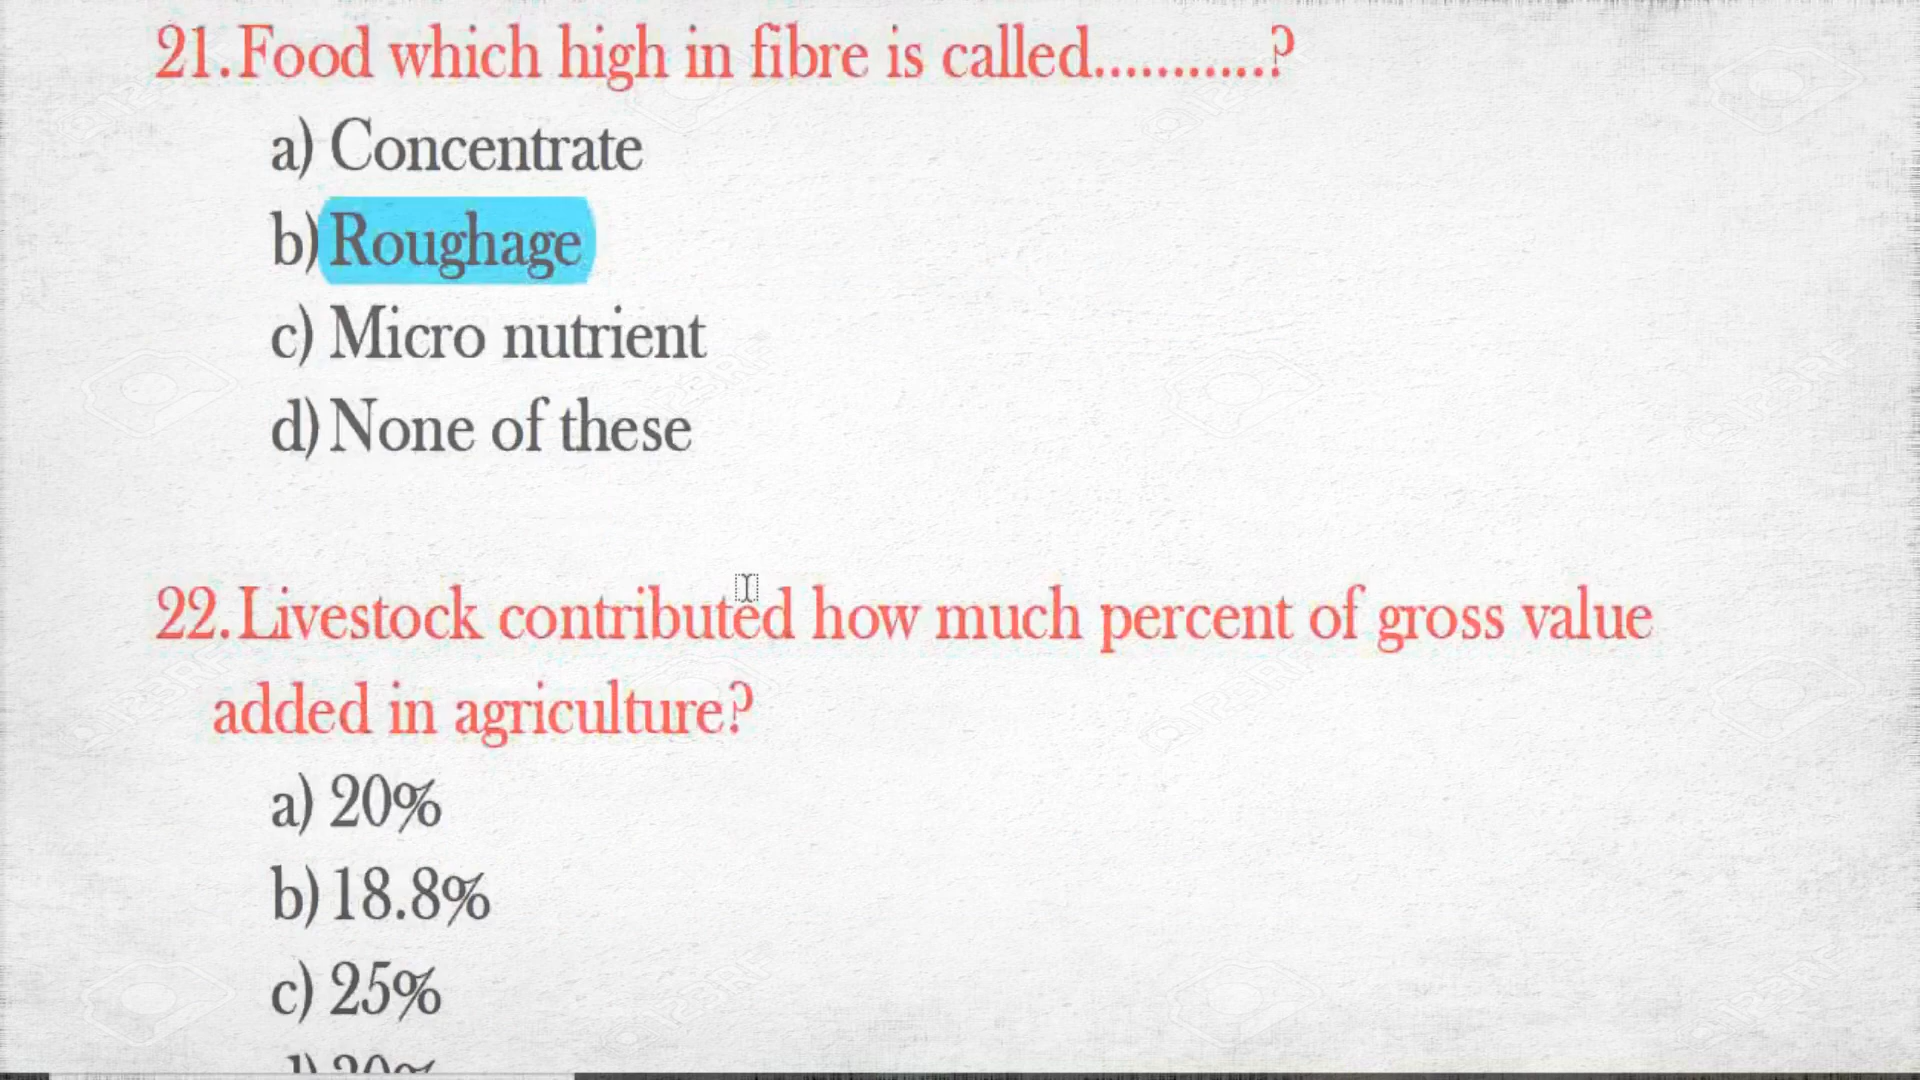 21.Food which high in fibre is called...........?
a) Concentrate
b) Roughage
c) Micro nutrient
d) None of these
22.Livestock contributed how much percent of gross value
added in agriculture?
a) 20%
b) 18.8%
c) 25%